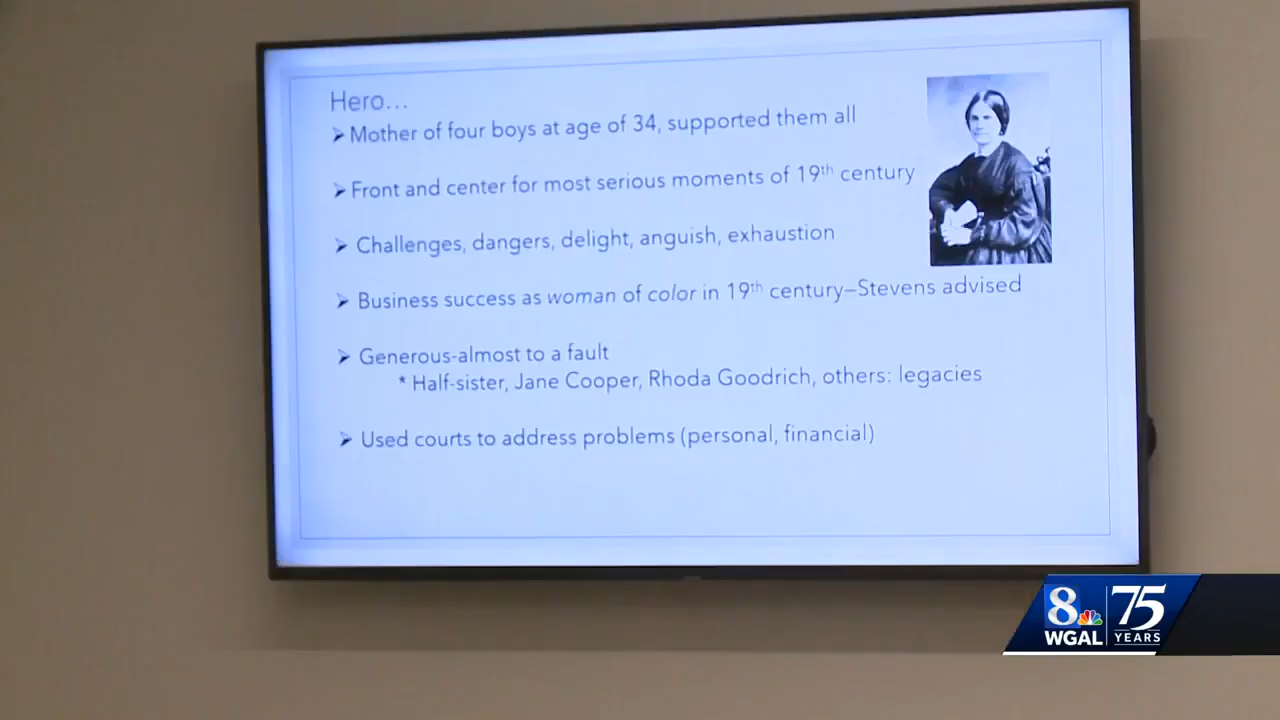 Hero...
➤ Mother of four boys at age of 34, supported them all
➤ Front and center for most serious moments of 19th century
➤ Challenges, dangers, delight, anguish, exhaustion
➤ Business success as woman of color in 19th century–Stevens advised
➤ Generous-almost to a fault
* Half-sister, Jane Cooper, Rhoda Goodrich, others: legacies
➤ Used courts to address problems (personal, financial)
8
WGAL
75
YEARS